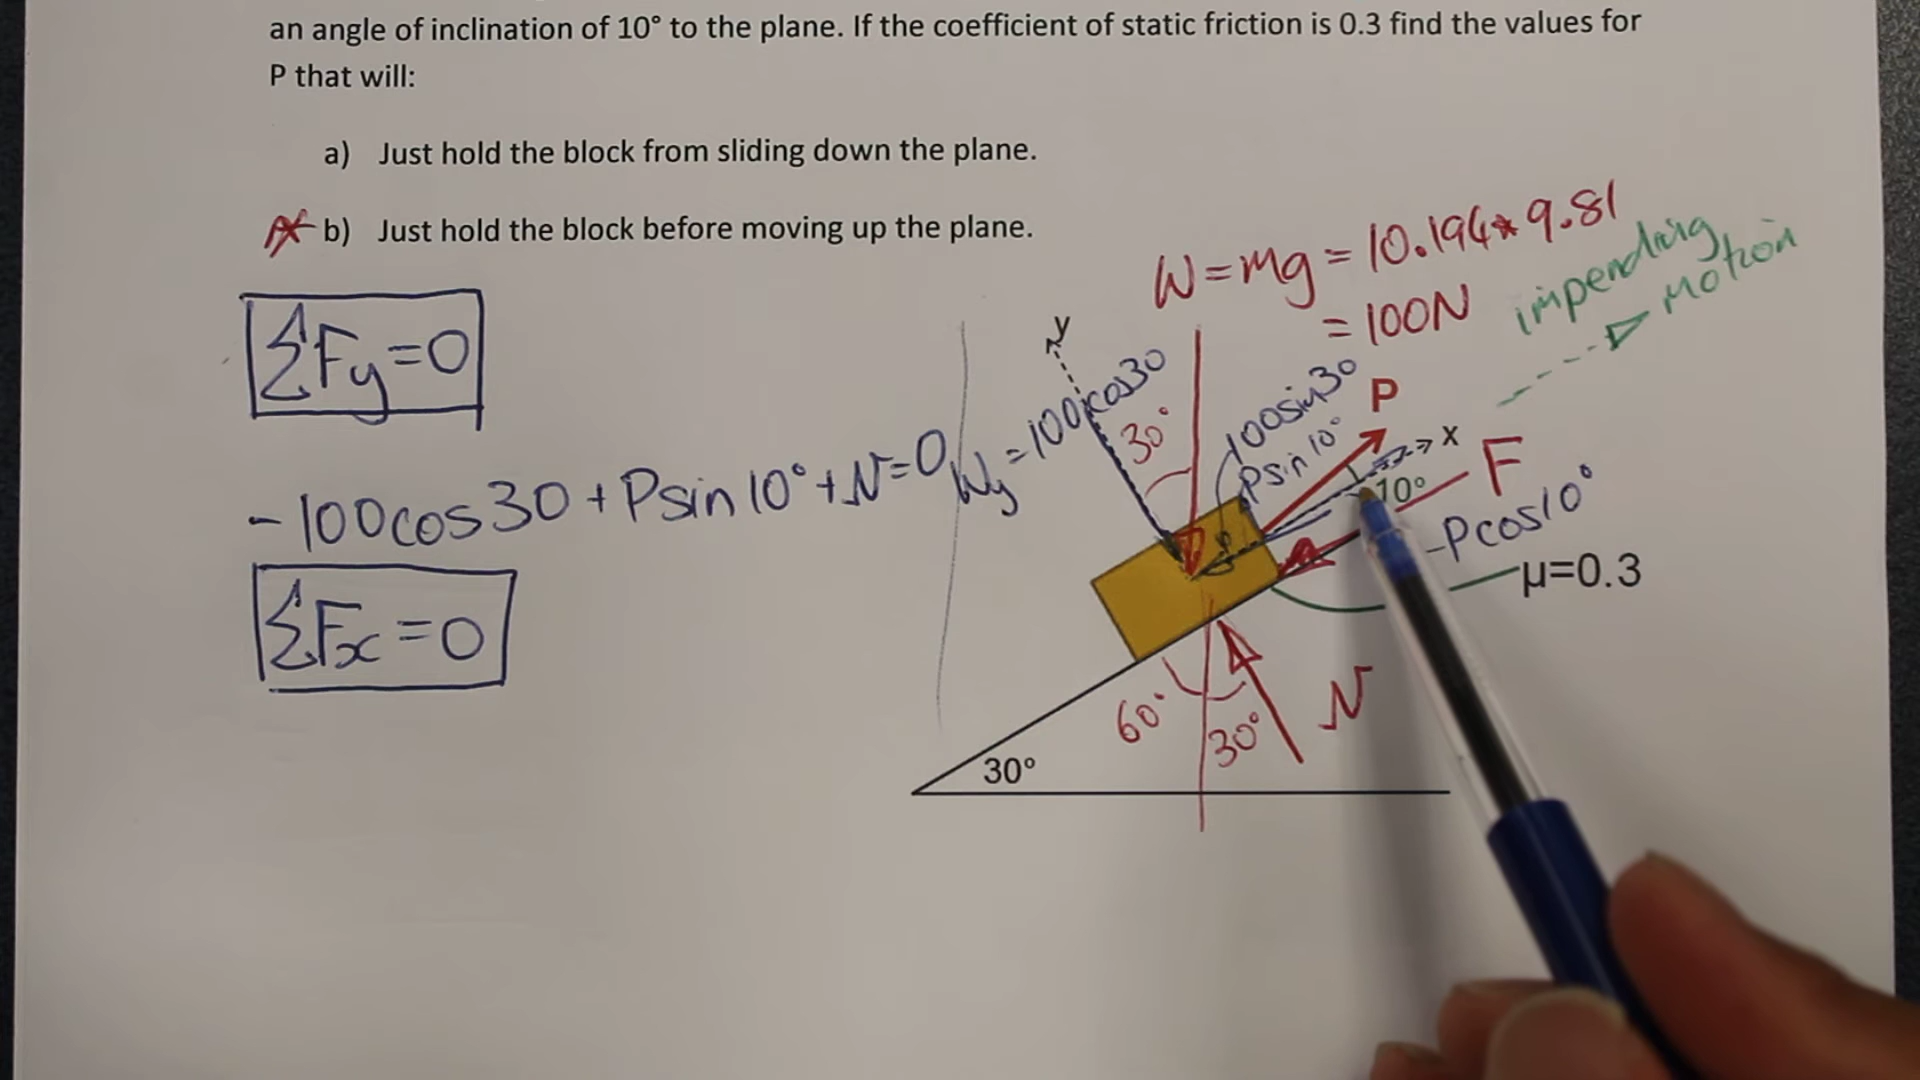 an angle of inclination of 10° to the plane. If the coefficient of static friction is 0.3 find the values for
P that will:
a) Just hold the block from sliding down the plane.
b) Just hold the block before moving up the plane.
W=mg = 10.194*9.81
= 100N
impending
motion
ΣFy=0
y
Wy=100cos30
30°
100sin30
Psin10°
P
x
F
10°
-Pcos10°
μ=0.3
-100cos30+Psin10°+N=0
ΣFx=0
60°
30°
N
30°